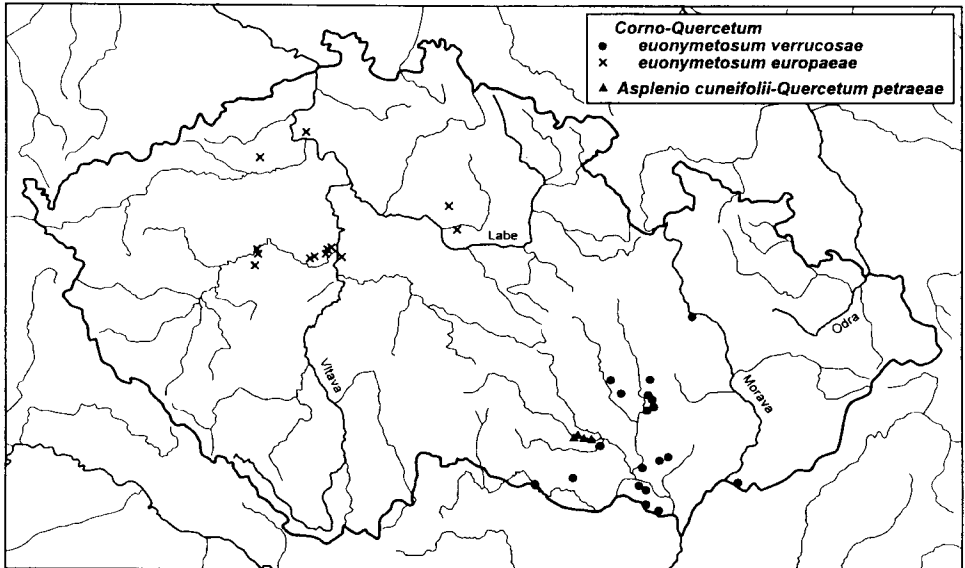 Corno-Quercetum
euonymetosum verrucosae
euonymetosum europaeae
Asplenio cuneifolii-Quercetum petraeae
Labe
Odra
Vltava
Morava